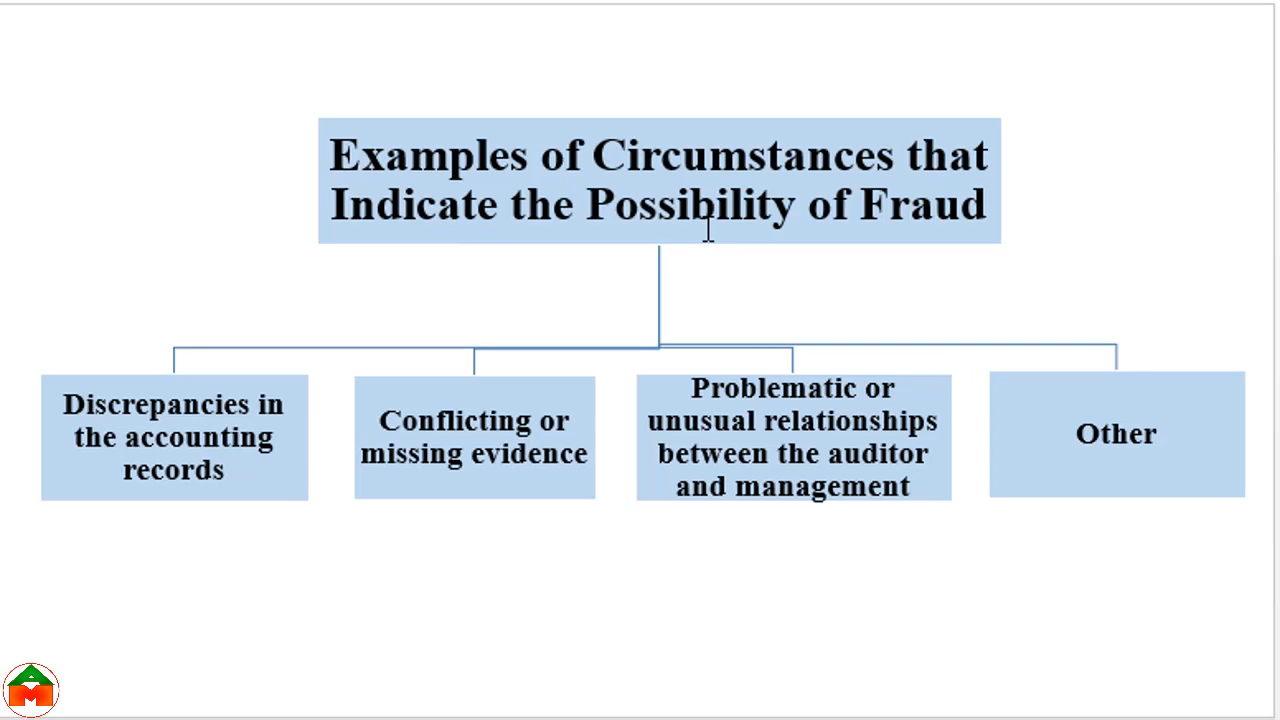 Examples of Circumstances that
Indicate the Possibility of Fraud
Discrepancies in
the accounting
records
Conflicting or
missing evidence
Problematic or
unusual relationships
between the auditor
and management
Other
AM